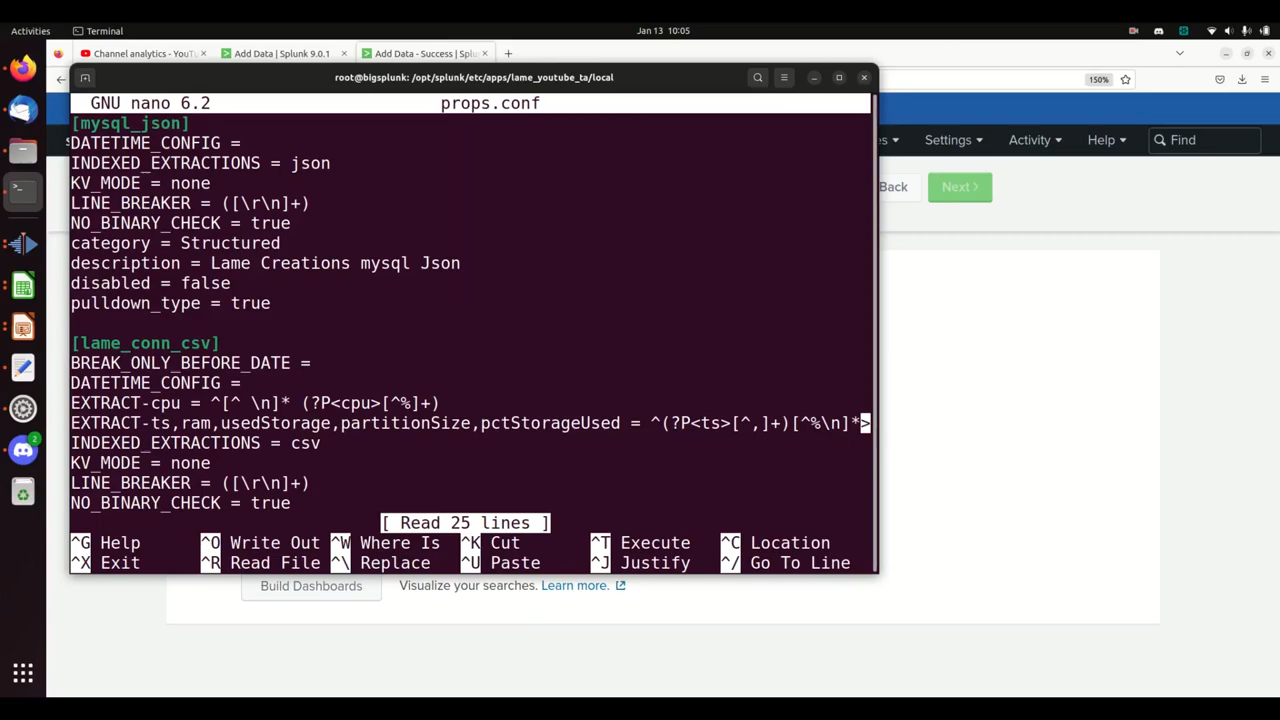 Activities
Terminal
Jan 13 10:05
Channel analytics - YouTu
Add Data | Splunk 9.0.1
Add Data - Success | Splun
root@bigsplunk: /opt/splunk/etc/apps/lame_youtube_ta/local
150%
Settings
Activity
Help
Find
Back
Next
GNU nano 6.2 props.conf
[mysql_json]
DATETIME_CONFIG =
INDEXED_EXTRACTIONS = json
KV_MODE = none
LINE_BREAKER = ([\r\n]+)
NO_BINARY_CHECK = true
category = Structured
description = Lame Creations mysql Json
disabled = false
pulldown_type = true
[lame_conn_csv]
BREAK_ONLY_BEFORE_DATE =
DATETIME_CONFIG =
EXTRACT-cpu = ^[^ \n]* (?P<cpu>[^%]+)
EXTRACT-ts,ram,usedStorage,partitionSize,pctStorageUsed = ^(?P<ts>[^,]+)[^%\n]*>
INDEXED_EXTRACTIONS = csv
KV_MODE = none
LINE_BREAKER = ([\r\n]+)
NO_BINARY_CHECK = true
[ Read 25 lines ]
^G Help ^O Write Out ^W Where Is ^K Cut ^T Execute ^C Location
^X Exit ^R Read File ^\ Replace ^U Paste ^J Justify ^/ Go To Line
Build Dashboards
Visualize your searches. Learn more.
2